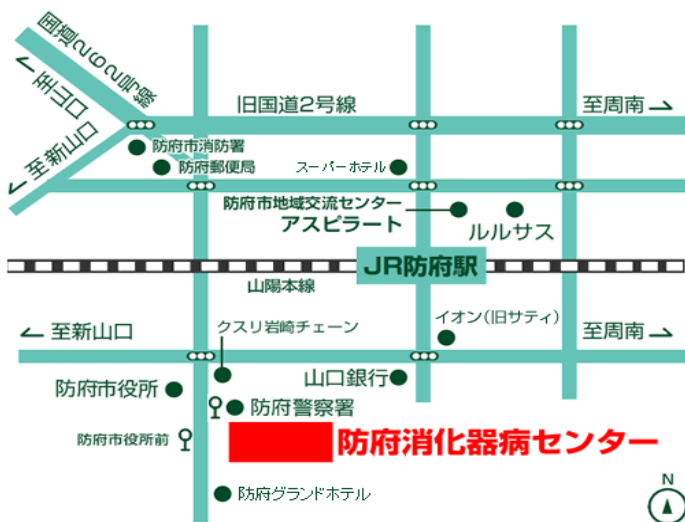 国道262号線
至山口
至新山口
旧国道2号線
至周南
防府市消防署
防府郵便局
スーパーホテル
防府市地域交流センター
アスピラート
ルルサス
JR防府駅
山陽本線
至新山口
クスリ岩崎チェーン
イオン(旧サティ)
至周南
防府市役所
山口銀行
防府警察署
防府市役所前
防府消化器病センター
防府グランドホテル
N